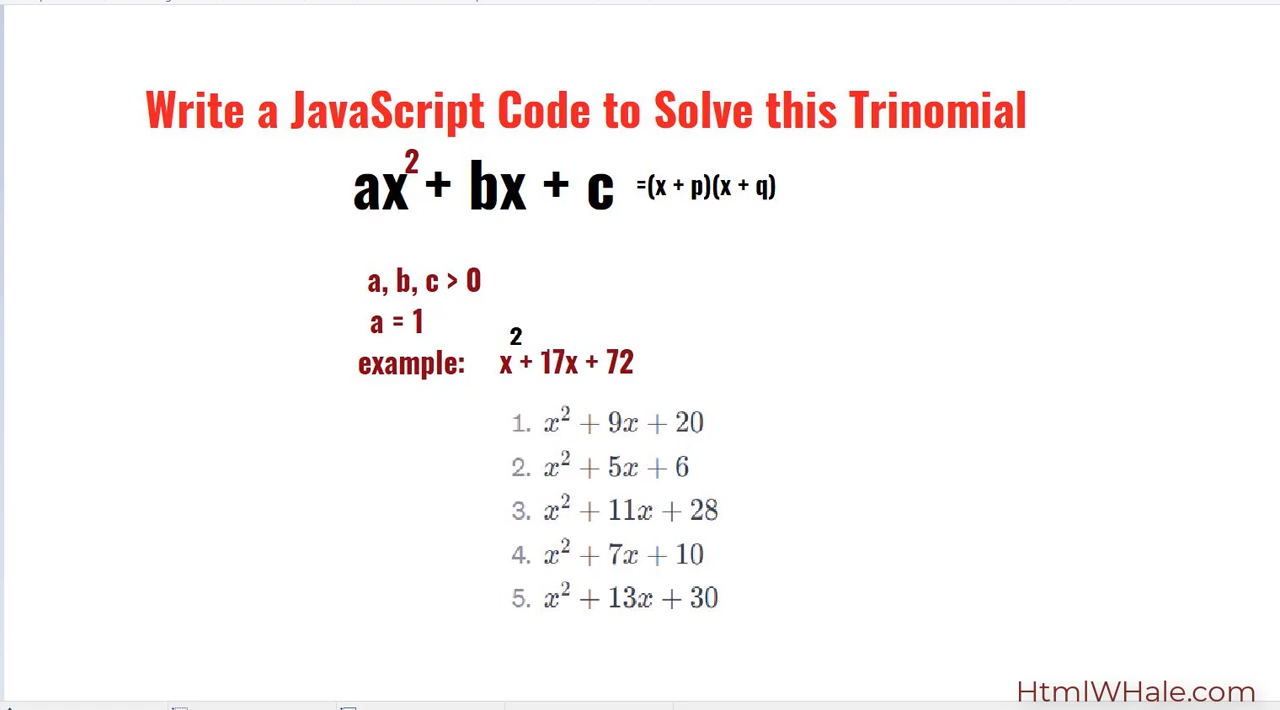 Write a JavaScript Code to Solve this Trinomial
ax² + bx + c =(x + p)(x + q)
a, b, c > 0
a = 1
example: x² + 17x + 72
1. x² + 9x + 20
2. x² + 5x + 6
3. x² + 11x + 28
4. x² + 7x + 10
5. x² + 13x + 30
HtmlWHale.com